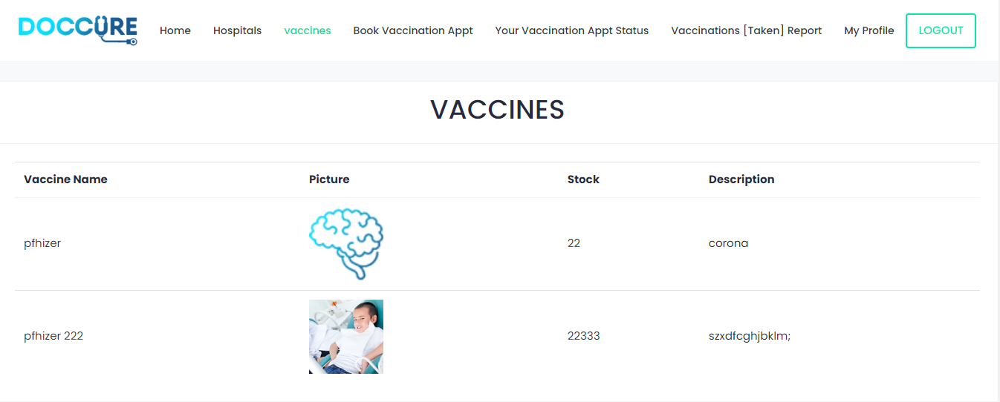 DOCCURE Home Hospitals vaccines Book Vaccination Appt Your Vaccination Appt Status Vaccinations [Taken] Report My Profile LOGOUT
VACCINES
Vaccine Name Picture Stock Description
pfhizer 22 corona
pfhizer 222 22333 szxdfcghjbklm;